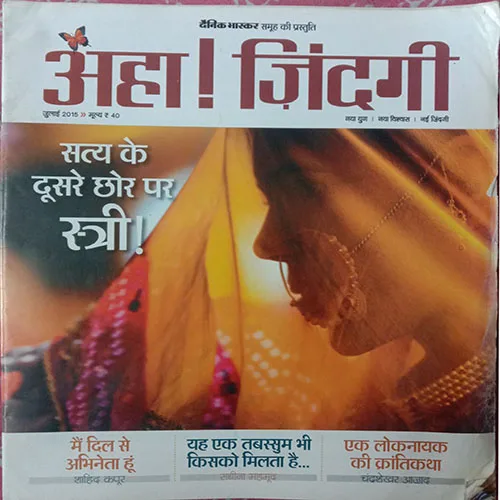 दैनिक भास्कर समूह की प्रस्तुति
अहा! ज़िंदगी
जुलाई 2015 » मूल्य ₹ 40
नया युग । नया विश्वास । नई ज़िंदगी
सत्य के
दूसरे छोर पर
स्त्री!
मैं दिल से
अभिनेता हूं
शाहिद कपूर
यह एक तबस्सुम भी
किसको मिलता है...
एक लोकनायक
की क्रांतिकथा
चंद्रशेखर आज़ाद